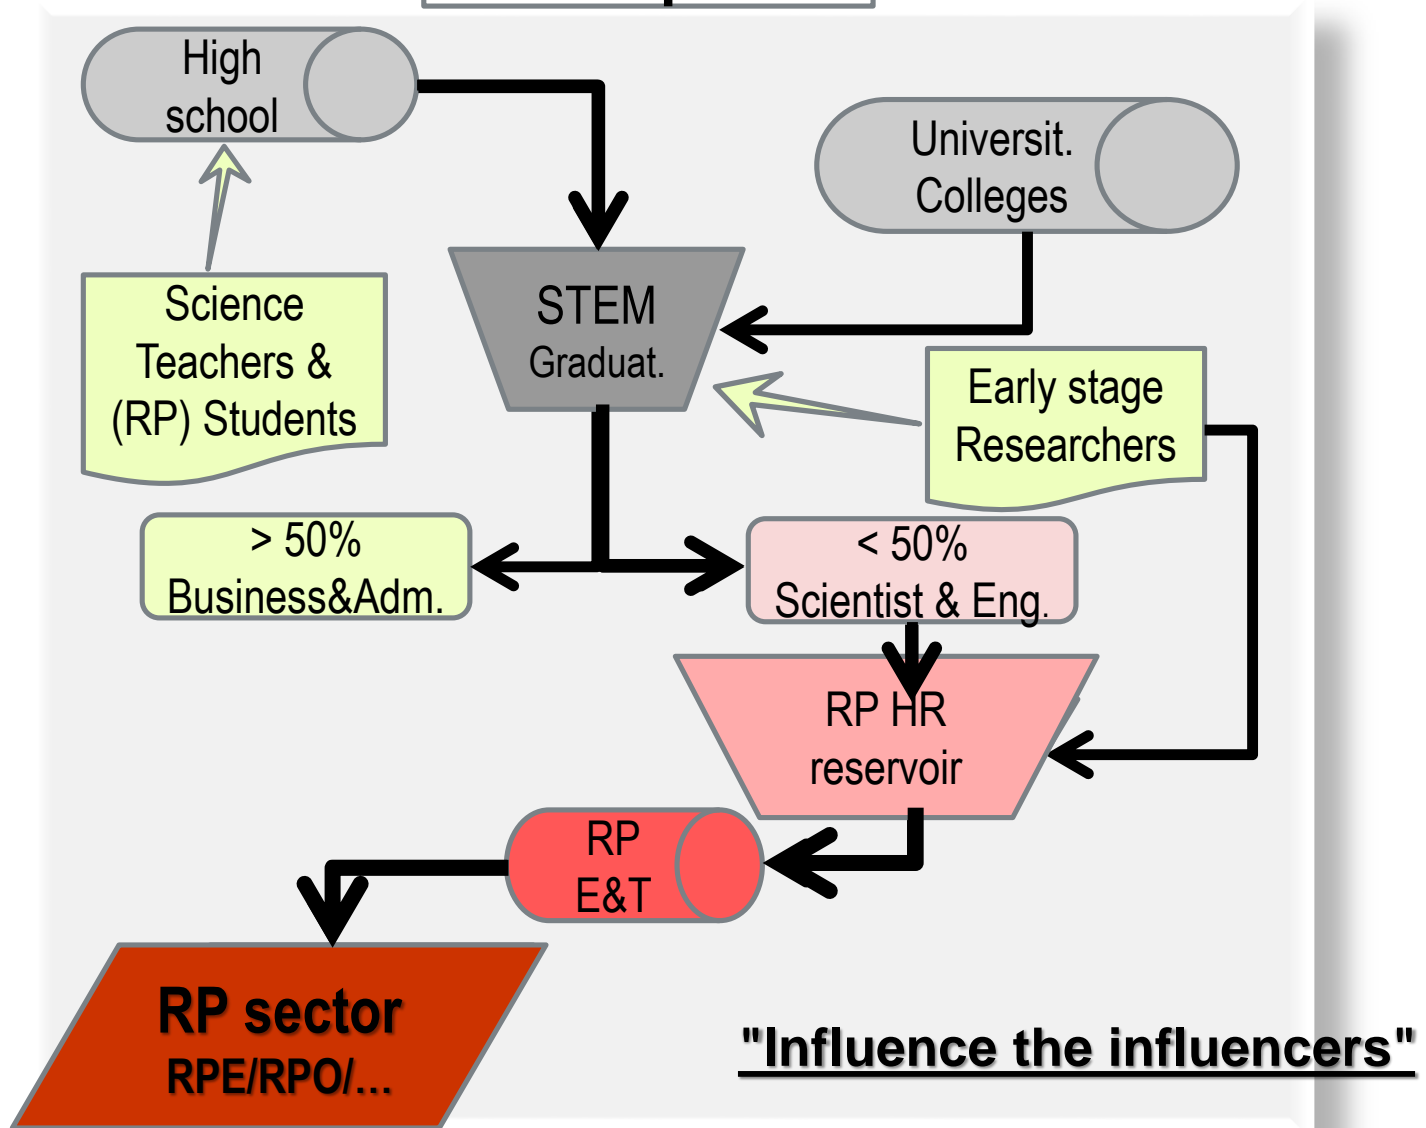 High
school
Universit.
Colleges
STEM
Graduat.
Science
Teachers &
(RP) Students
Early stage
Researchers
> 50%
Business&Adm.
< 50%
Scientist & Eng.
RP HR
reservoir
RP
E&T
RP sector
RPE/RPO/...
"Influence the influencers"